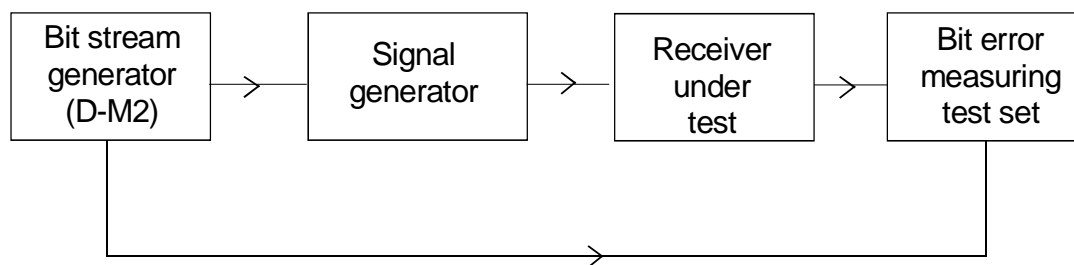 Bit stream
generator
(D-M2)
Signal
generator
Receiver
under
test
Bit error
measuring
test set